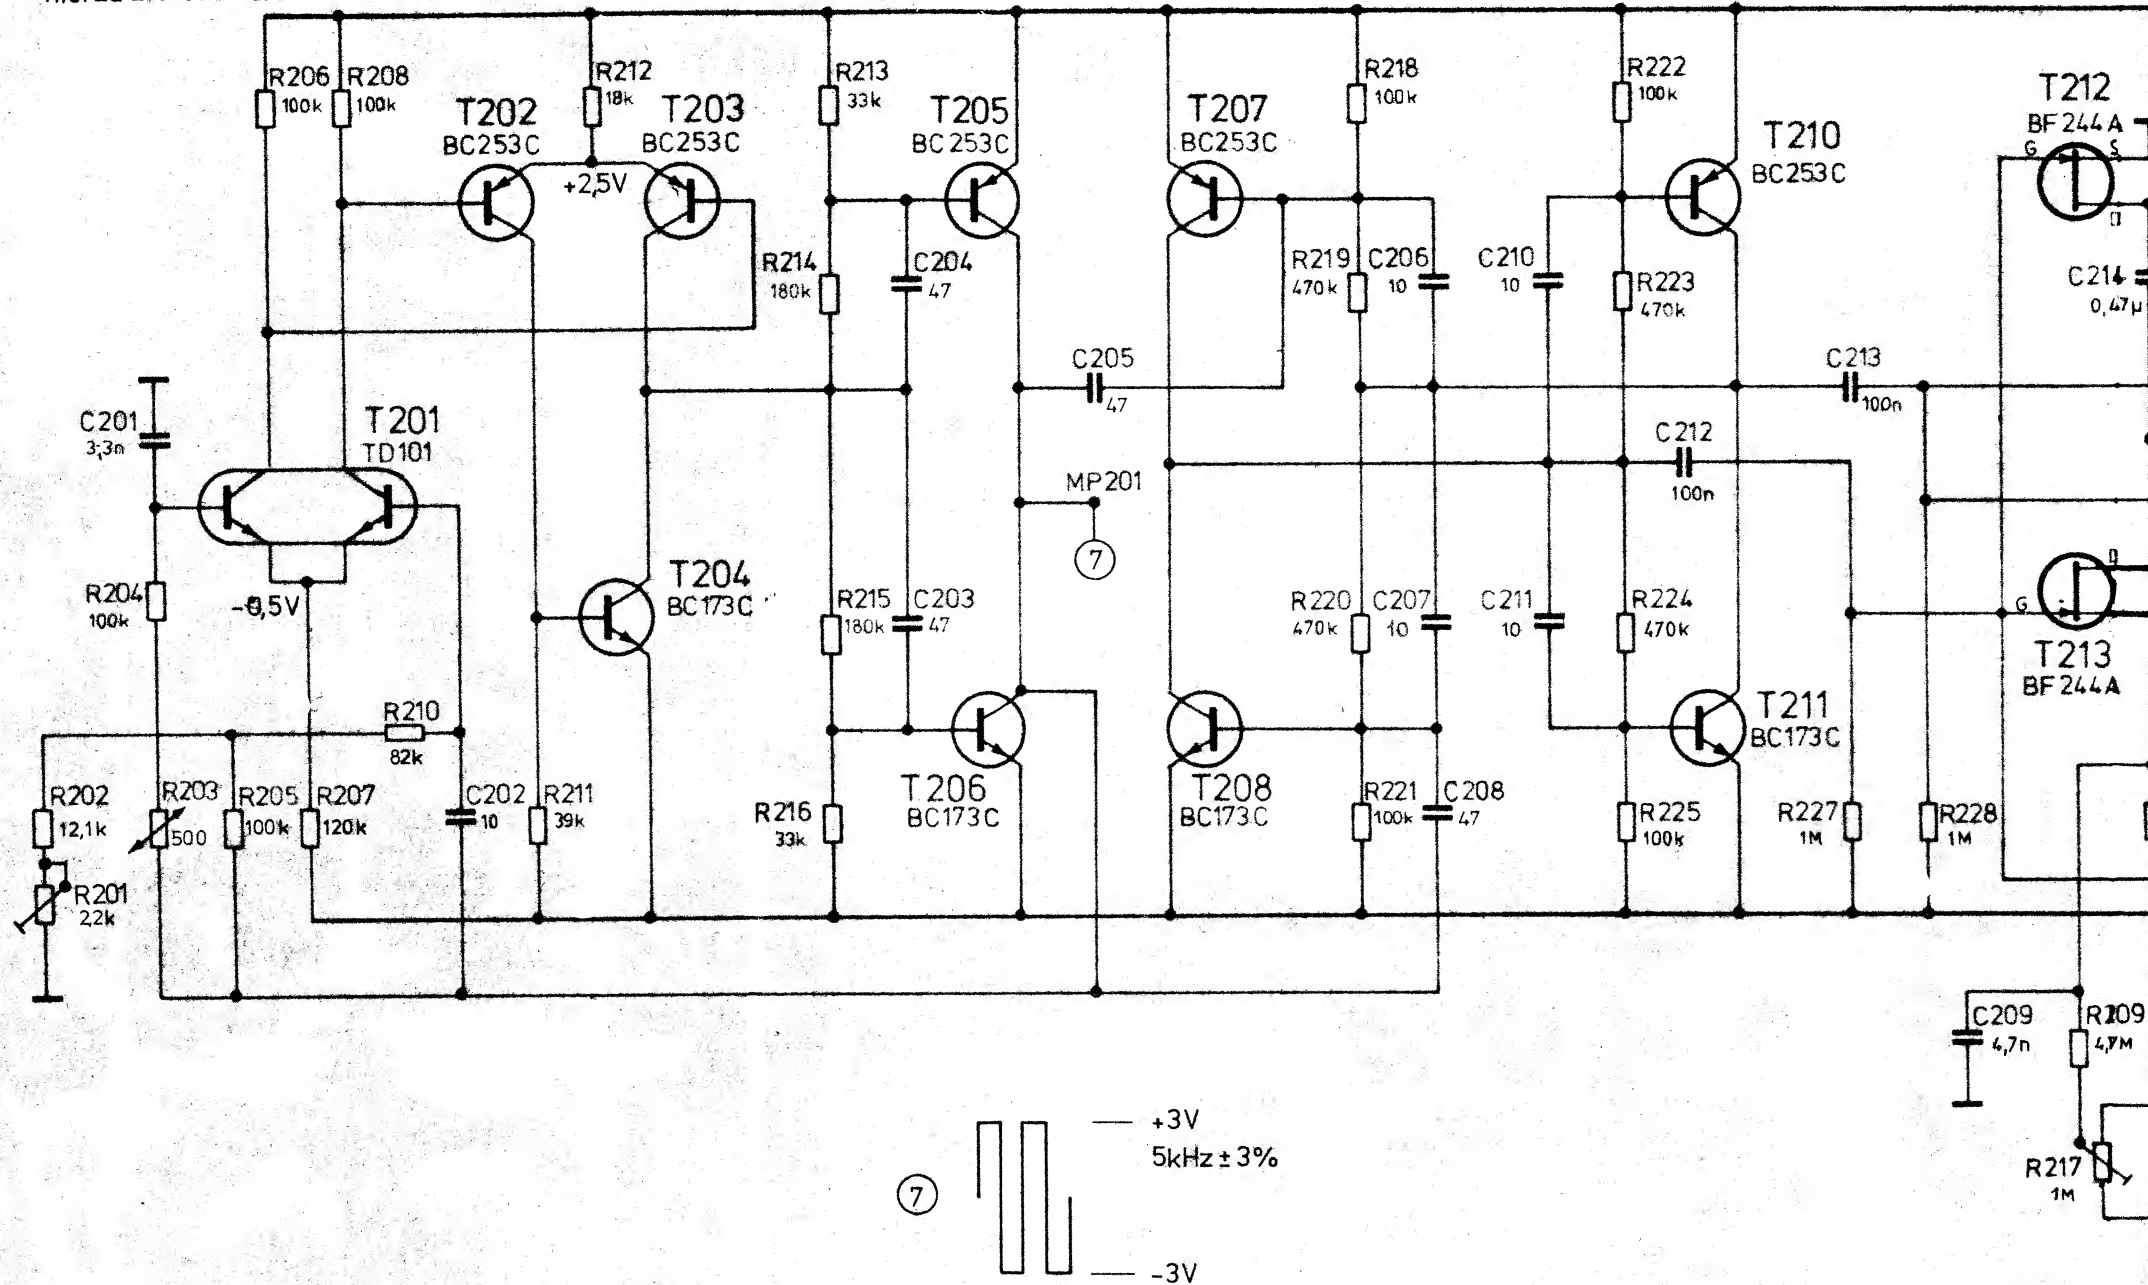 R206
100k
R208
100k
T202
BC253C
R212
18k
T203
BC253C
+2,5V
R213
33k
T205
BC253C
T207
BC253C
R218
100k
R222
100k
T210
BC253C
T212
BF244A
G
S
D
R214
180k
C204
47
R219
470k
C206
10
C210
10
R223
470k
C214
0,47µ
C201
3,3n
T201
TD101
C205
47
C213
100n
C212
100n
MP201
7
R204
100k
-0,5V
T204
BC173C
R215
180k
C203
47
R220
470k
C207
10
C211
10
R224
470k
D
G
T213
BF244A
R210
82k
T211
BC173C
R202
12,1k
R203
500
R205
100k
R207
120k
C202
10
R211
39k
R216
33k
T206
BC173C
T208
BC173C
R221
100k
C208
47
R225
100k
R227
1M
R228
1M
R201
2,2k
C209
4,7n
R209
4,7M
7
+3V
5kHz ± 3%
-3V
R217
1M